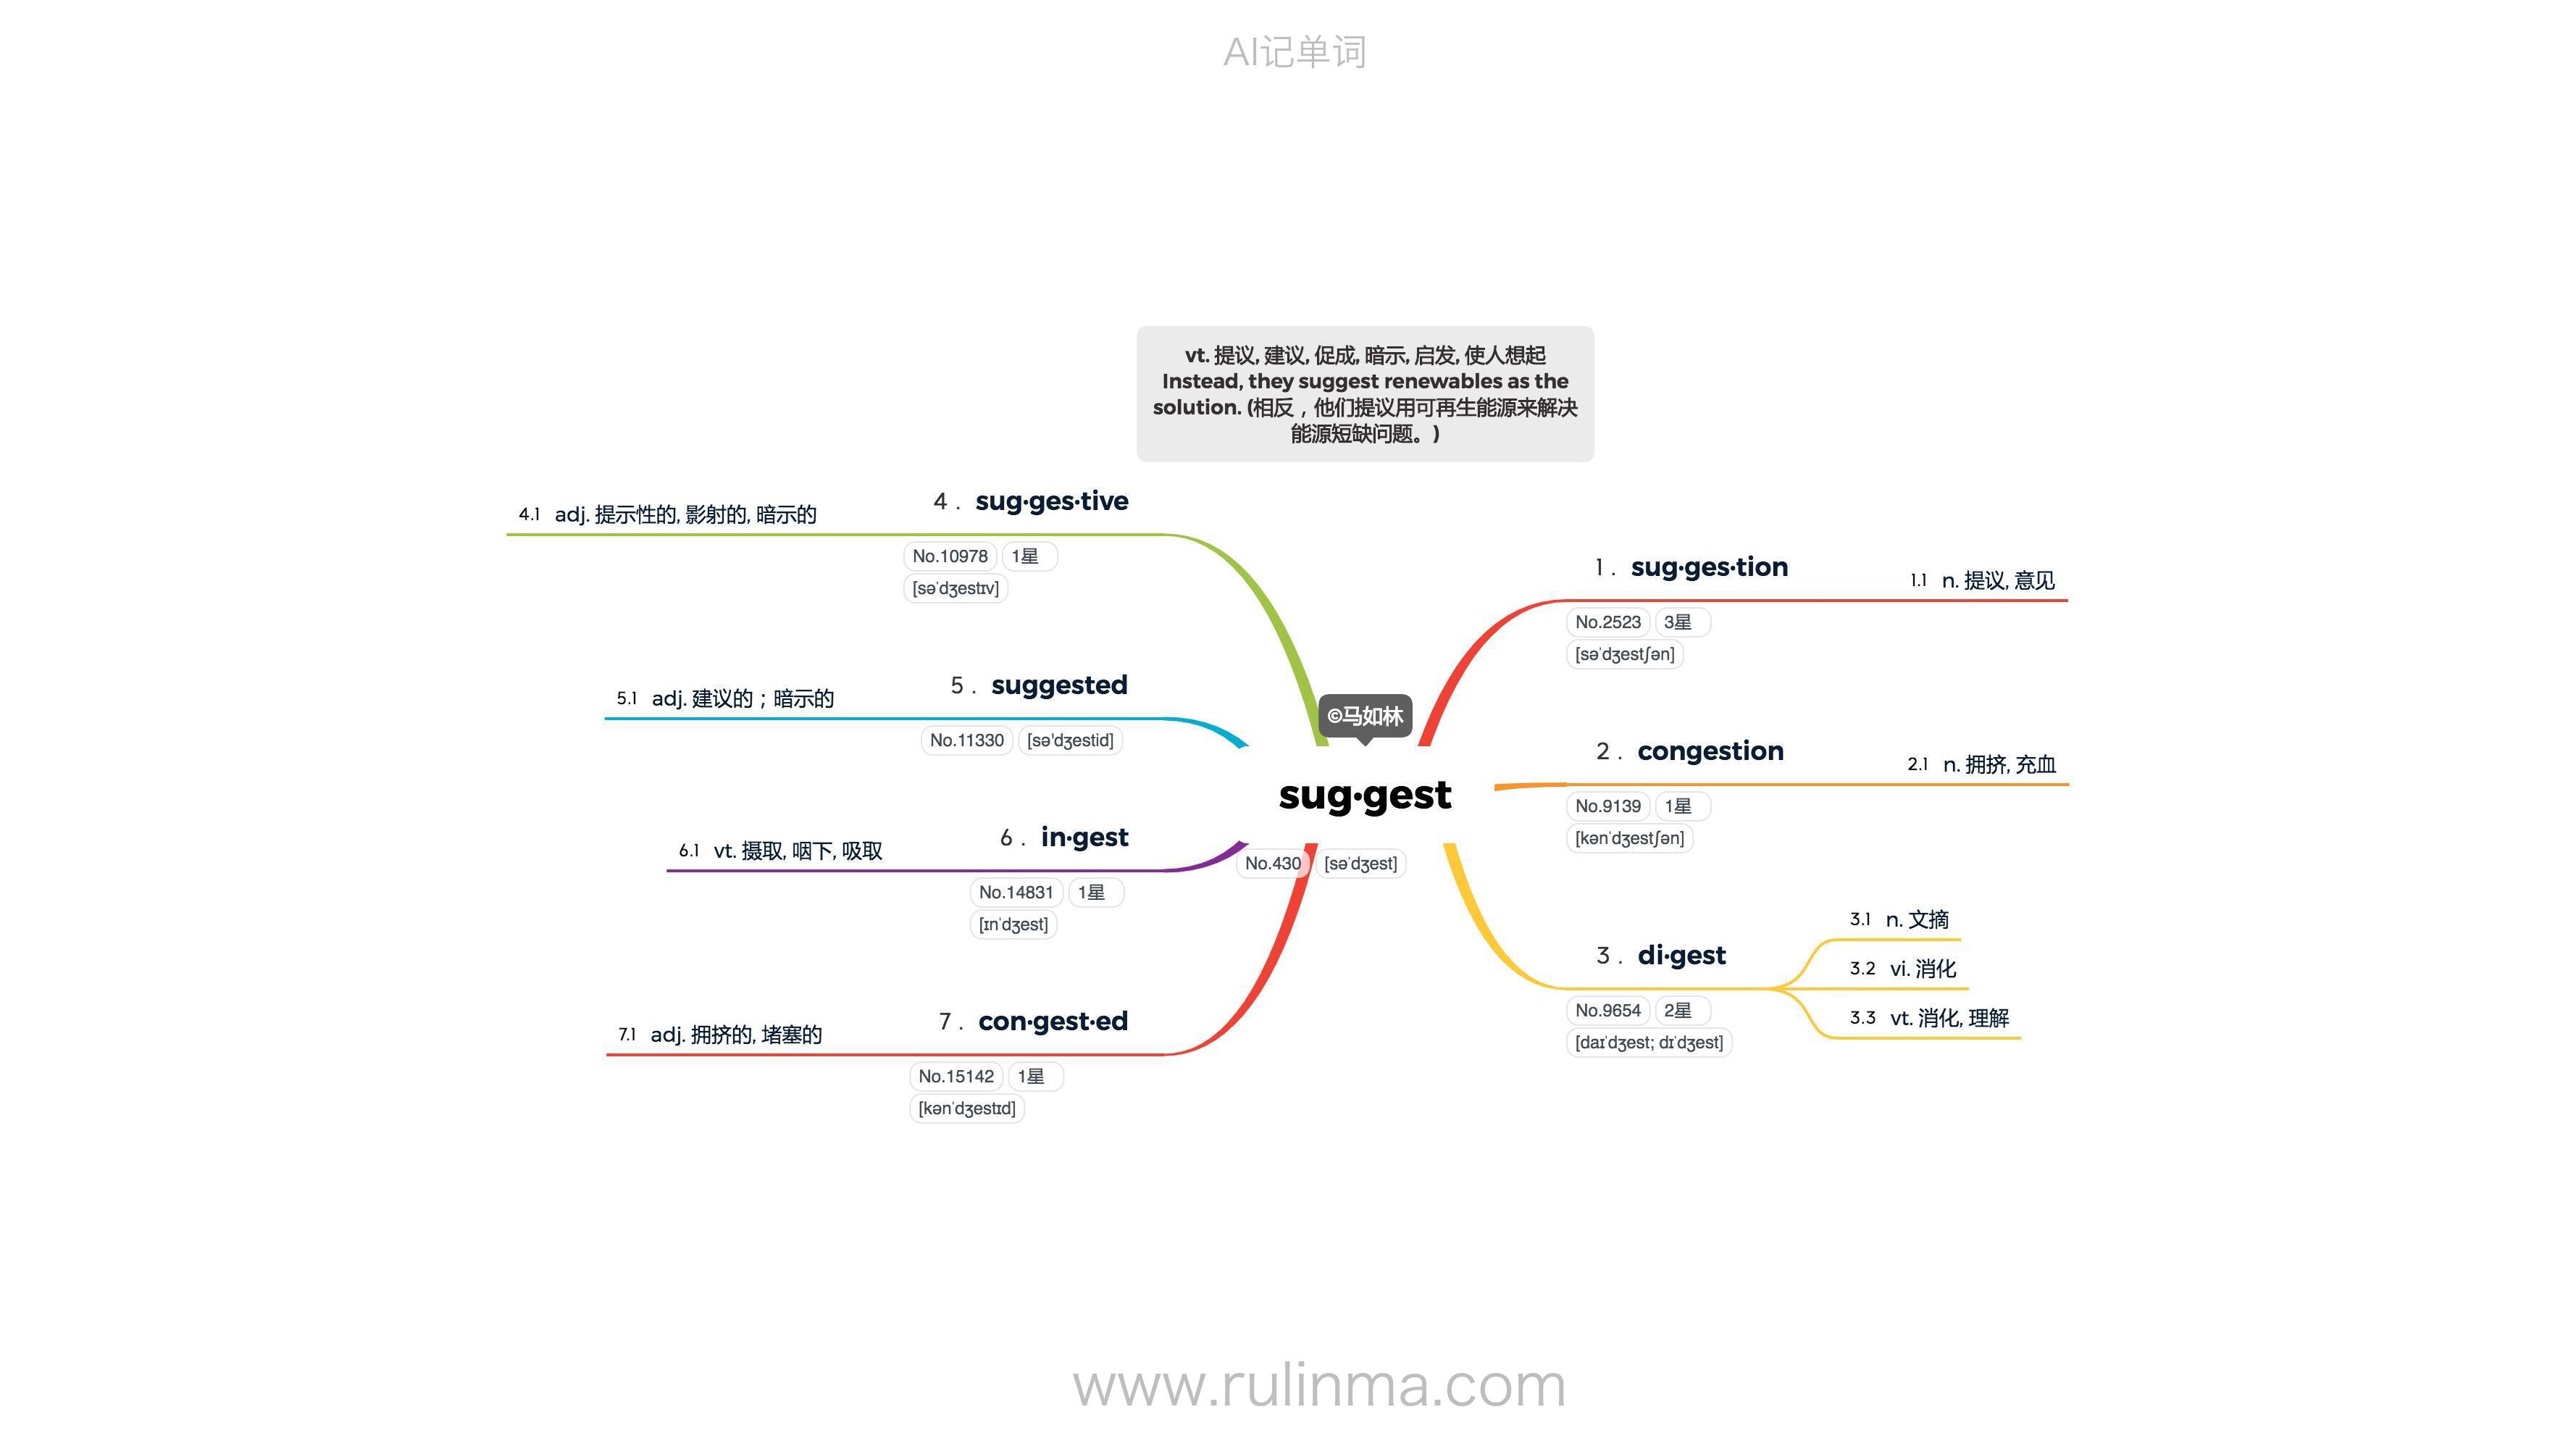 AI记单词
vt. 提议, 建议, 促成, 暗示, 启发, 使人想起
Instead, they suggest renewables as the
solution. (相反，他们提议用可再生能源来解决
能源短缺问题。)
©马如林
sug·gest
No.430 [səˈdʒest]
1. sug·ges·tion
No.2523 3星
[səˈdʒestʃən]
1.1 n. 提议, 意见
2. congestion
No.9139 1星
[kənˈdʒestʃən]
2.1 n. 拥挤, 充血
3. di·gest
No.9654 2星
[daɪˈdʒest; dɪˈdʒest]
3.1 n. 文摘
3.2 vi. 消化
3.3 vt. 消化, 理解
4. sug·ges·tive
No.10978 1星
[səˈdʒestɪv]
4.1 adj. 提示性的, 影射的, 暗示的
5. suggested
No.11330 [sə'dʒestid]
5.1 adj. 建议的；暗示的
6. in·gest
No.14831 1星
[ɪnˈdʒest]
6.1 vt. 摄取, 咽下, 吸取
7. con·gest·ed
No.15142 1星
[kənˈdʒestɪd]
7.1 adj. 拥挤的, 堵塞的
www.rulinma.com